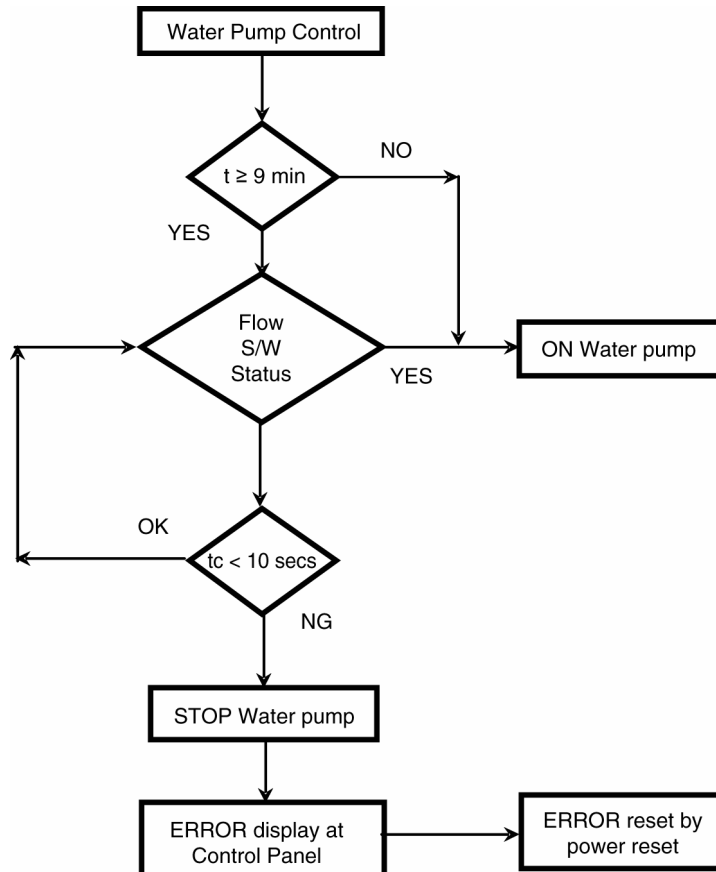 Water Pump Control
t ≥ 9 min
NO
YES
Flow
S/W
Status
YES
ON Water pump
OK
tc < 10 secs
NG
STOP Water pump
ERROR display at
Control Panel
ERROR reset by
power reset